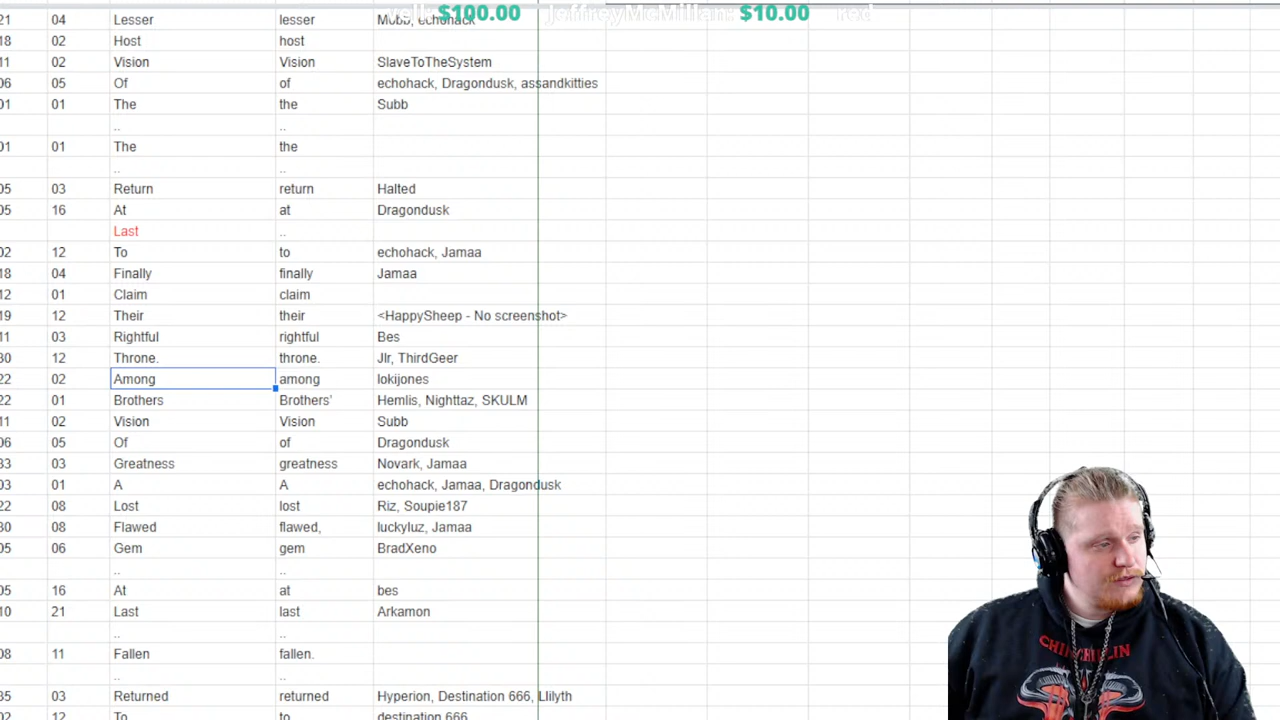 $100.00 JeffreyMcMillan: $10.00 red
21 04 Lesser lesser Mobb, echohack
18 02 Host host
11 02 Vision Vision SlaveToTheSystem
06 05 Of of echohack, Dragondusk, assandkitties
01 01 The the Subb
.. ..
01 01 The the
.. ..
05 03 Return return Halted
05 16 At at Dragondusk
Last ..
02 12 To to echohack, Jamaa
18 04 Finally finally Jamaa
12 01 Claim claim
19 12 Their their <HappySheep - No screenshot>
11 03 Rightful rightful Bes
30 12 Throne. throne. Jlr, ThirdGeer
22 02 Among among lokijones
22 01 Brothers Brothers' Hemlis, Nighttaz, SKULM
11 02 Vision Vision Subb
06 05 Of of Dragondusk
33 03 Greatness greatness Novark, Jamaa
03 01 A A echohack, Jamaa, Dragondusk
22 08 Lost lost Riz, Soupie187
30 08 Flawed flawed, luckyluz, Jamaa
05 06 Gem gem BradXeno
.. ..
05 16 At at bes
10 21 Last last Arkamon
.. ..
08 11 Fallen fallen.
.. ..
35 03 Returned returned Hyperion, Destination 666, Llilyth
02 12 To to destination 666